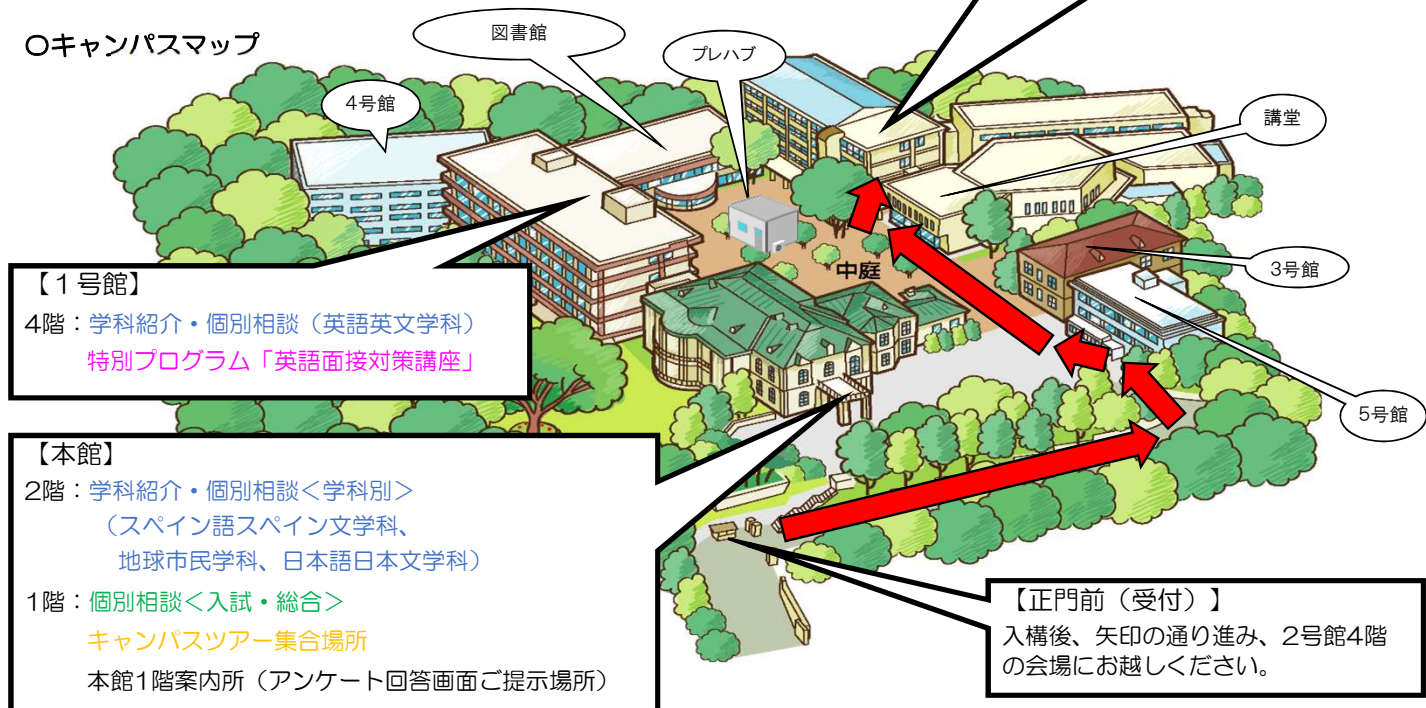 〇キャンパスマップ
図書館
プレハブ
4号館
講堂
中庭
3号館
5号館
【1号館】
4階：学科紹介・個別相談（英語英文学科）
特別プログラム「英語面接対策講座」
【本館】
2階：学科紹介・個別相談＜学科別＞
（スペイン語スペイン文学科、
地球市民学科、日本語日本文学科）
1階：個別相談＜入試・総合＞
キャンパスツアー集合場所
本館1階案内所（アンケート回答画面ご提示場所）
【正門前（受付）】
入構後、矢印の通り進み、2号館4階
の会場にお越しください。